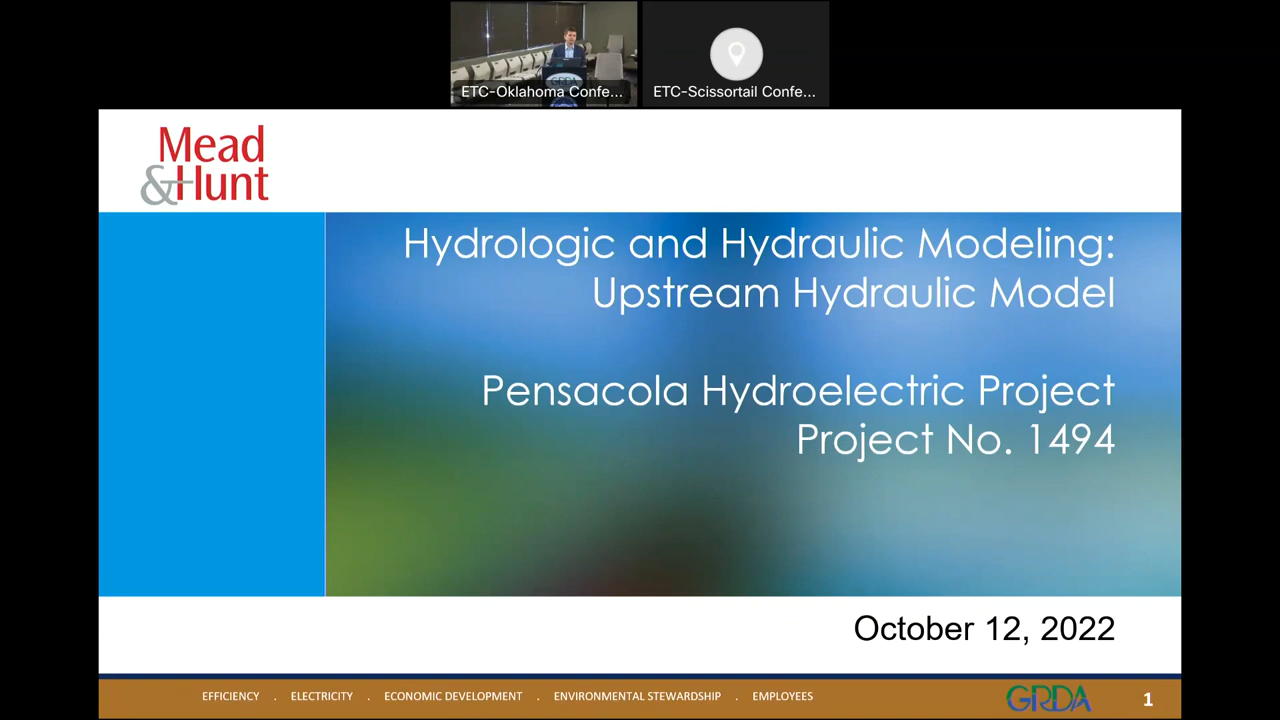 GRDA
ETC-Oklahoma Confe...
ETC-Scissortail Confe...
Mead
&Hunt
Hydrologic and Hydraulic Modeling:
Upstream Hydraulic Model
Pensacola Hydroelectric Project
Project No. 1494
October 12, 2022
EFFICIENCY . ELECTRICITY . ECONOMIC DEVELOPMENT . ENVIRONMENTAL STEWARDSHIP . EMPLOYEES
GRDA
1